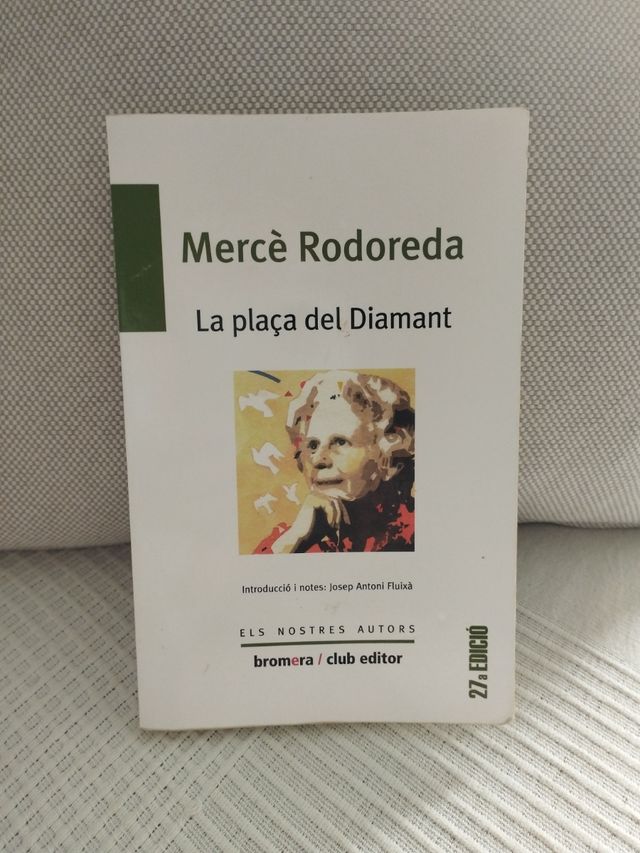 Mercè Rodoreda
La plaça del Diamant
Introducció i notes: Josep Antoni Fluixà
ELS NOSTRES AUTORS
bromera / club editor
27a EDICIÓ